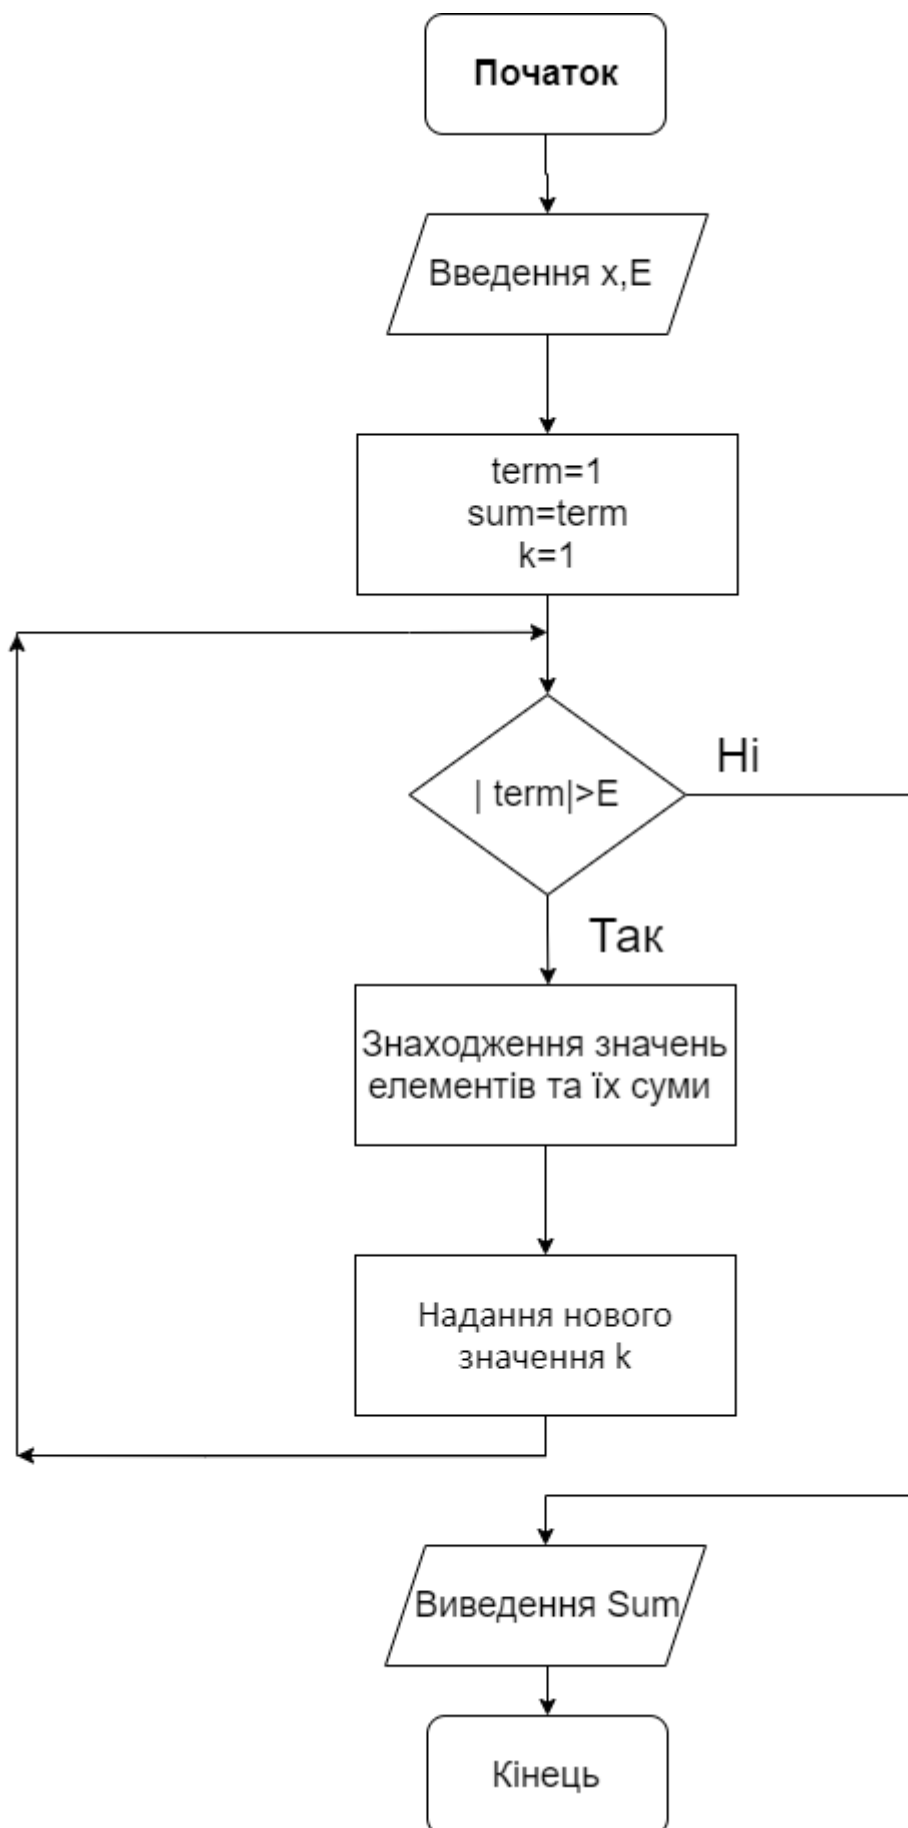 Початок
Введення x,E
term=1
sum=term
k=1
| term|>E
Ні
Так
Знаходження значень
елементів та їх суми
Надання нового
значення k
Виведення Sum
Кінець